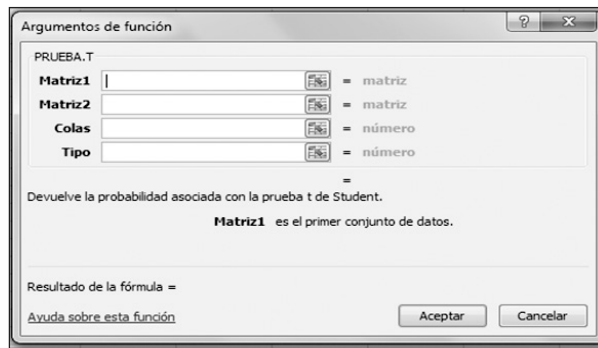 Argumentos de función
PRUEBA.T
Matriz1 = matriz
Matriz2 = matriz
Colas = número
Tipo = número
=
Devuelve la probabilidad asociada con la prueba t de Student.
Matriz1 es el primer conjunto de datos.
Resultado de la fórmula =
Ayuda sobre esta función Aceptar Cancelar